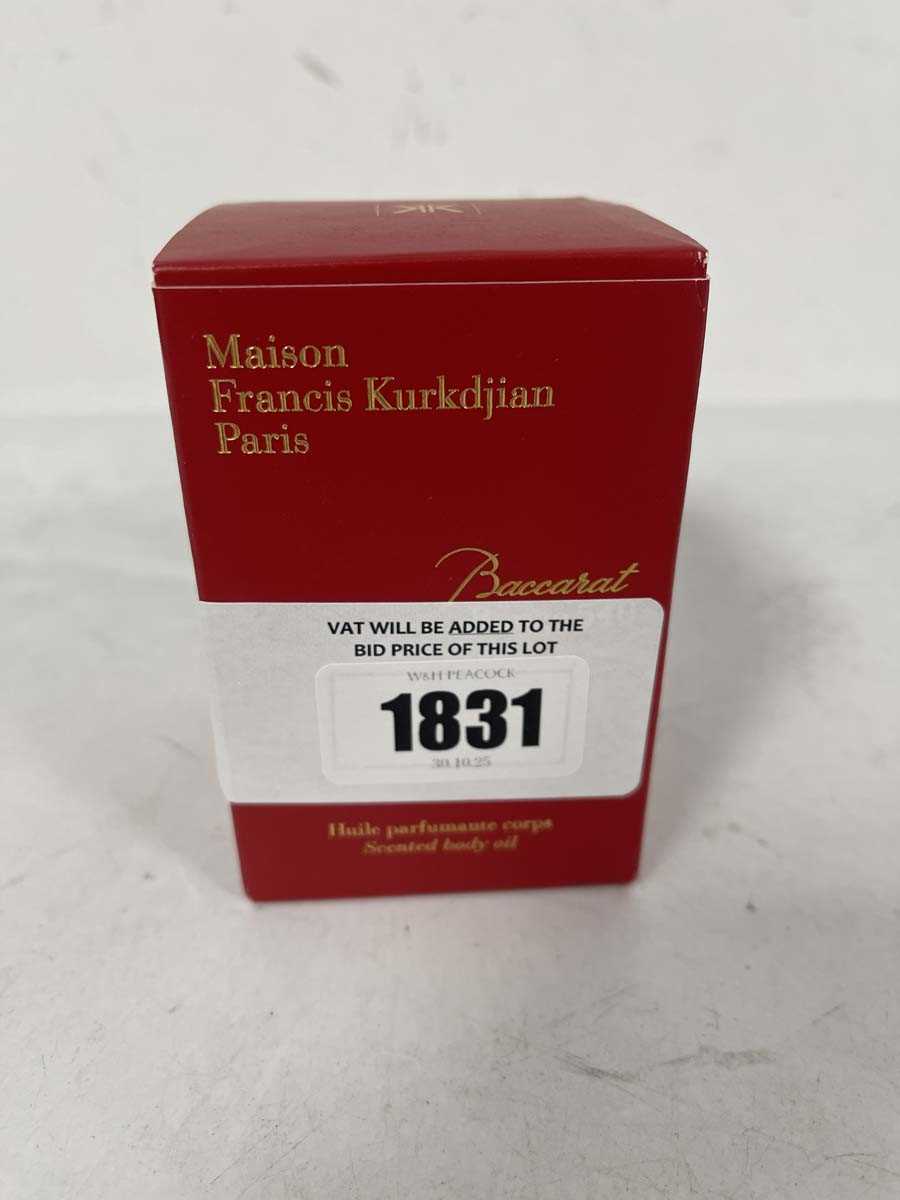 Maison
Francis Kurkdjian
Paris
Baccarat
VAT WILL BE ADDED TO THE
BID PRICE OF THIS LOT
W&H PEACOCK
1831
30.10.25
Huile parfumante corps
Scented body oil